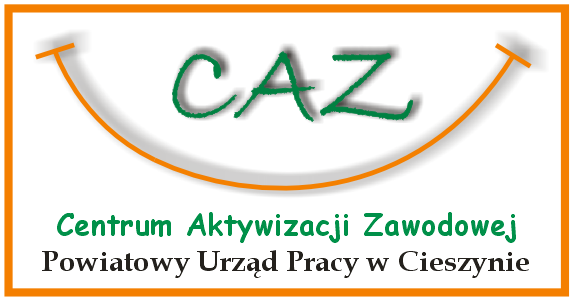 CAZ
Centrum Aktywizacji Zawodowej
Powiatowy Urząd Pracy w Cieszynie